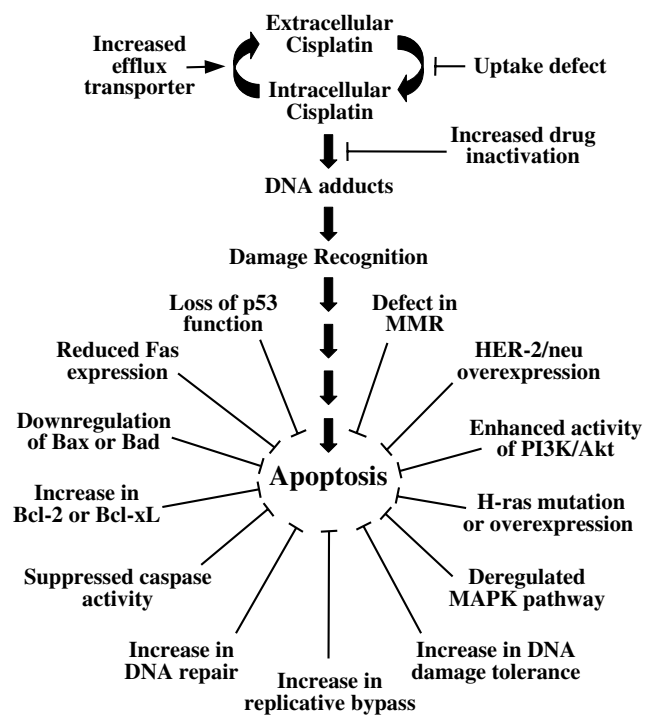 Extracellular
Cisplatin
Increased
efflux
transporter
Uptake defect
Intracellular
Cisplatin
Increased drug
inactivation
DNA adducts
Damage Recognition
Loss of p53
function
Defect in
MMR
Reduced Fas
expression
HER-2/neu
overexpression
Downregulation
of Bax or Bad
Enhanced activity
of PI3K/Akt
Apoptosis
Increase in
Bcl-2 or Bcl-xL
H-ras mutation
or overexpression
Suppressed caspase
activity
Deregulated
MAPK pathway
Increase in
DNA repair
Increase in
replicative bypass
Increase in DNA
damage tolerance